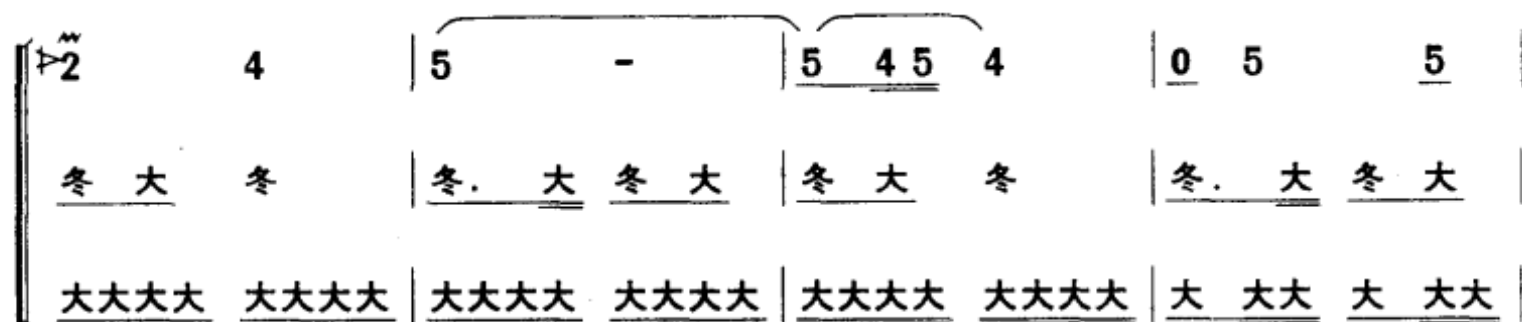 2 4 | 5 - | 5 4 5 4 | 0 5 5 |
冬 大 冬 | 冬. 大 冬 大 | 冬 大 冬 | 冬. 大 冬 大 |
大大大大 大大大大 | 大大大大 大大大大 | 大大大大 大大大大 | 大 大大 大 大大 |